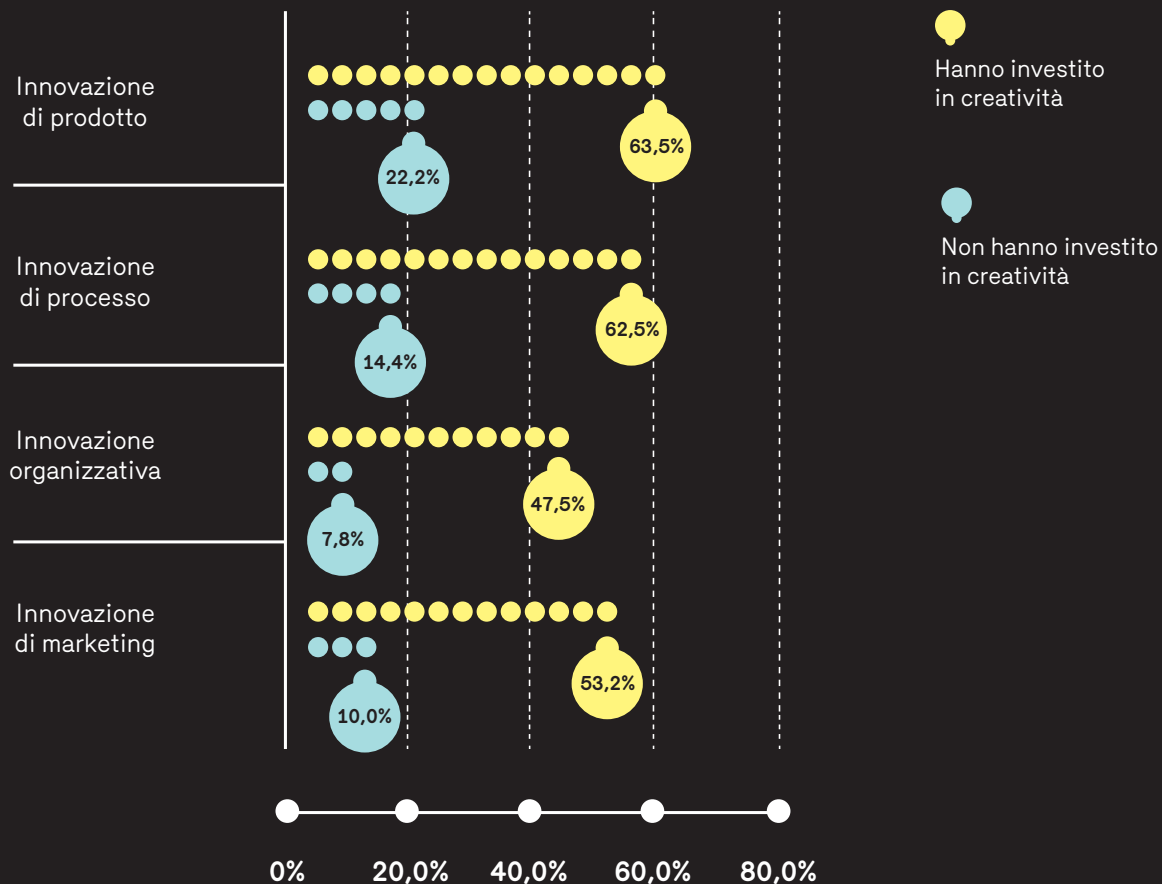 Innovazione
di prodotto
63,5%
22,2%
Innovazione
di processo
62,5%
14,4%
Innovazione
organizzativa
47,5%
7,8%
Innovazione
di marketing
53,2%
10,0%
0%
20,0%
40,0%
60,0%
80,0%
Hanno investito
in creatività
Non hanno investito
in creatività